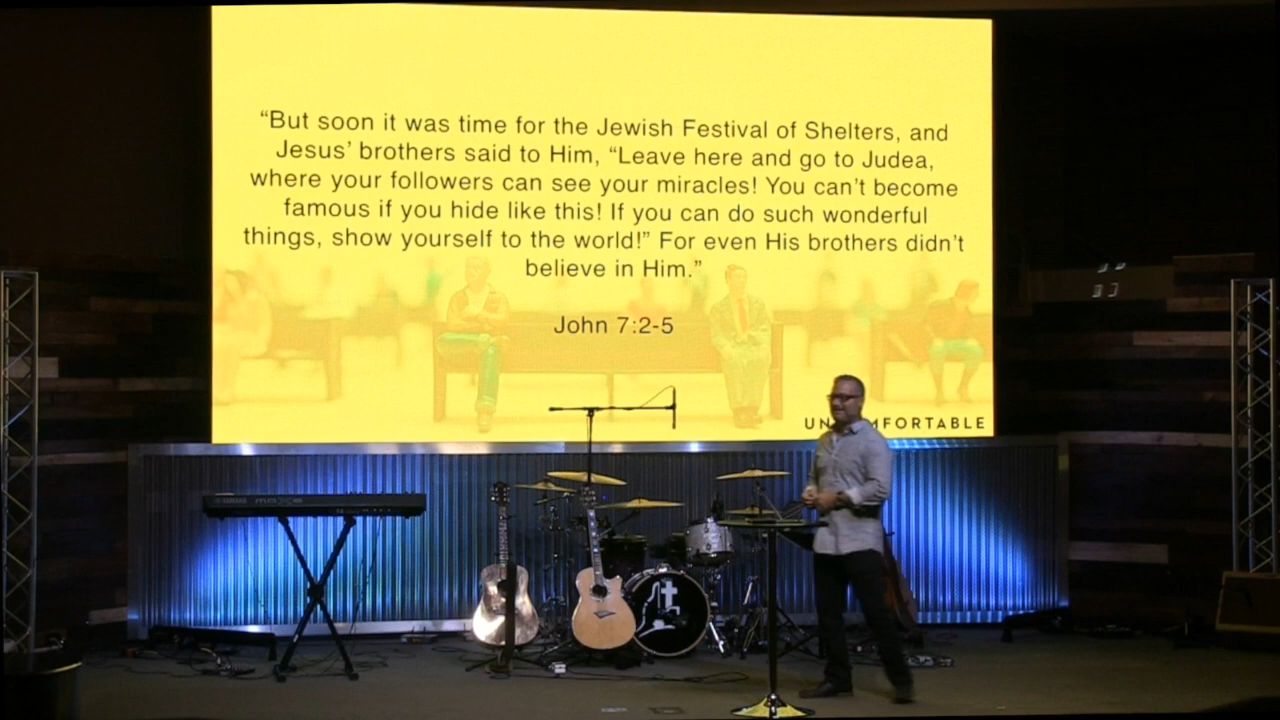 “But soon it was time for the Jewish Festival of Shelters, and
Jesus’ brothers said to Him, “Leave here and go to Judea,
where your followers can see your miracles! You can’t become
famous if you hide like this! If you can do such wonderful
things, show yourself to the world!” For even His brothers didn’t
believe in Him.”
John 7:2-5
YAMAHA